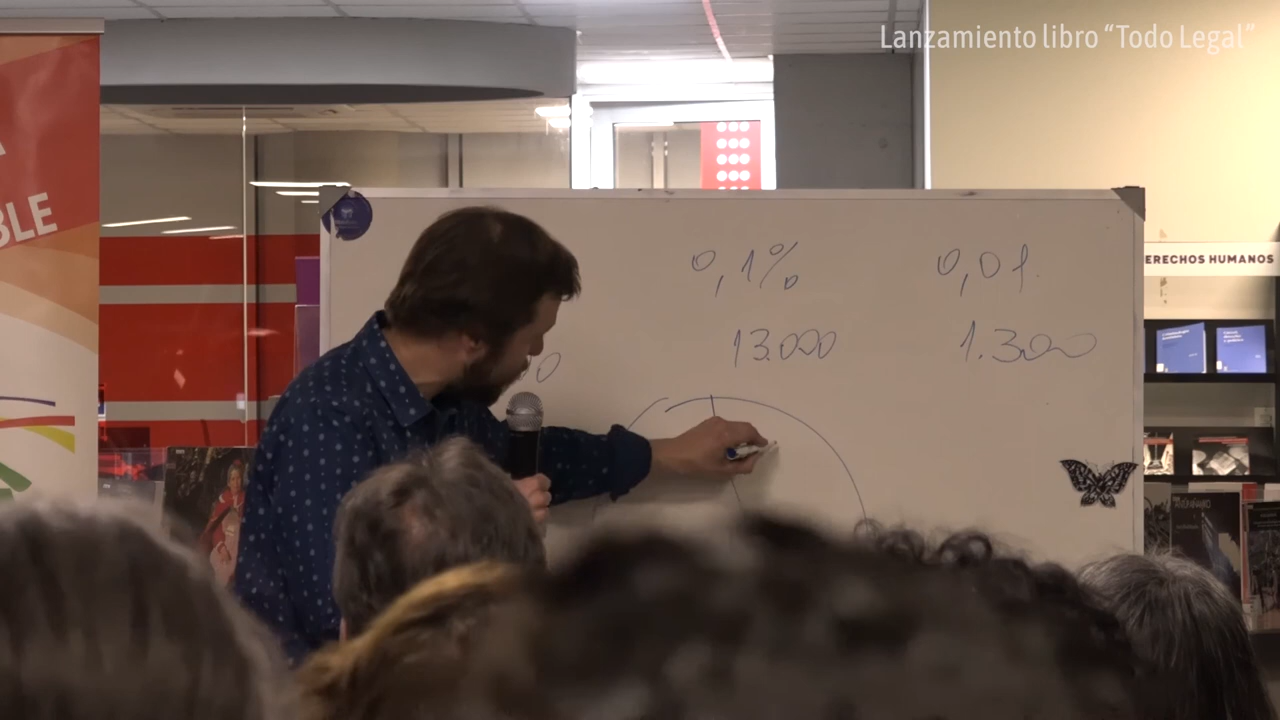 Lanzamiento libro “Todo Legal”
BLE
0,1%
0,01
13.000
1.300
ERECHOS HUMANOS